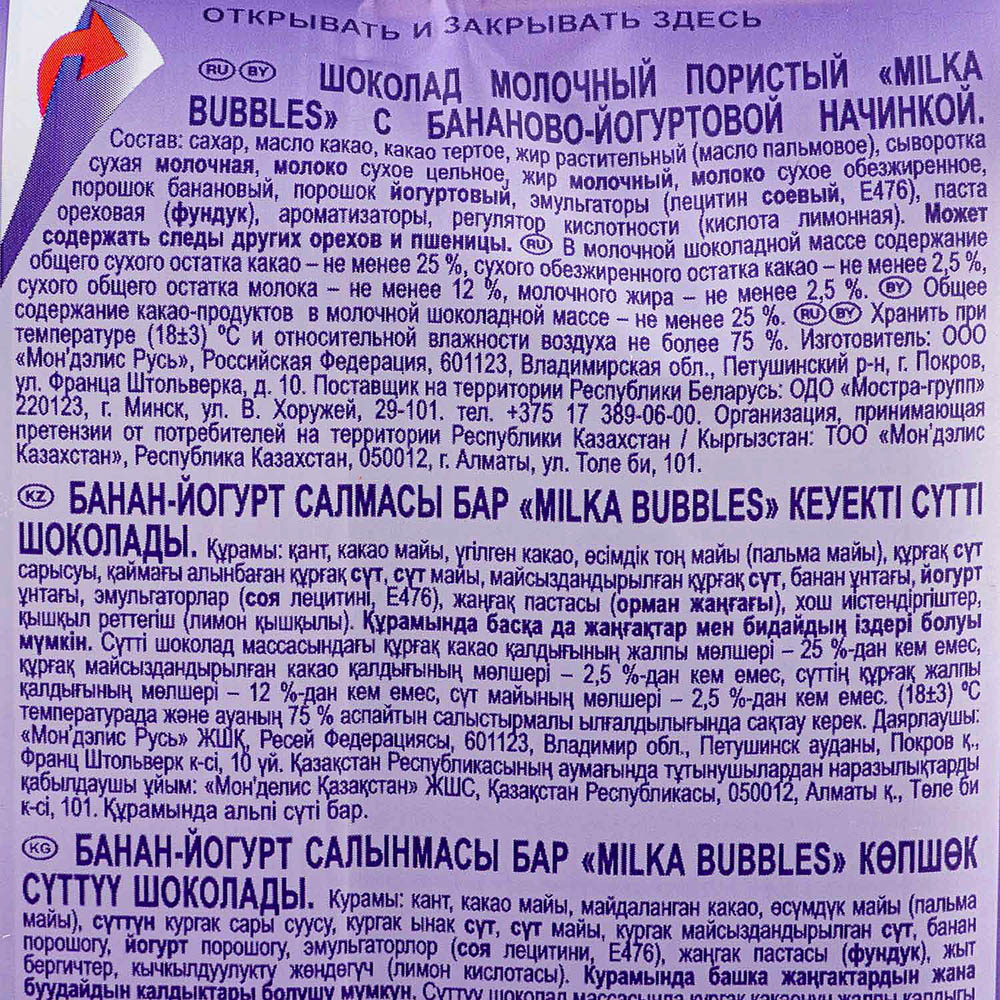 ОТКРЫВАТЬ И ЗАКРЫВАТЬ ЗДЕСЬ
RU BY ШОКОЛАД МОЛОЧНЫЙ ПОРИСТЫЙ «MILKA
BUBBLES» С БАНАНОВО-ЙОГУРТОВОЙ НАЧИНКОЙ.
Состав: сахар, масло какао, какао тертое, жир растительный (масло пальмовое), сыворотка
сухая молочная, молоко сухое цельное, жир молочный, молоко сухое обезжиренное,
порошок банановый, порошок йогуртовый, эмульгаторы (лецитин соевый, Е476), паста
ореховая (фундук), ароматизаторы, регулятор кислотности (кислота лимонная). Может
содержать следы других орехов и пшеницы. RU В молочной шоколадной массе содержание
общего сухого остатка какао – не менее 25 %, сухого обезжиренного остатка какао – не менее 2,5 %,
сухого общего остатка молока – не менее 12 %, молочного жира – не менее 2,5 %. BY Общее
содержание какао-продуктов в молочной шоколадной массе – не менее 25 %. RU BY Хранить при
температуре (18±3) °С и относительной влажности воздуха не более 75 %. Изготовитель: ООО
«Мон'дэлис Русь», Российская Федерация, 601123, Владимирская обл., Петушинский р-н, г. Покров,
ул. Франца Штольверка, д. 10. Поставщик на территории Республики Беларусь: ОДО «Мостра-групп»
220123, г. Минск, ул. В. Хоружей, 29-101. тел. +375 17 389-06-00. Организация, принимающая
претензии от потребителей на территории Республики Казахстан / Кыргызстан: ТОО «Мон'дэлис
Казахстан», Республика Казахстан, 050012, г. Алматы, ул. Толе би, 101.
KZ БАНАН-ЙОГУРТ САЛМАСЫ БАР «MILKA BUBBLES» КЕУЕКТІ СҮТТІ
ШОКОЛАДЫ. Құрамы: қант, какао майы, үгілген какао, өсімдік тоң майы (пальма майы), құрғақ сүт
сарысуы, қаймағы алынбаған құрғақ сүт, сүт майы, майсыздандырылған құрғақ сүт, банан ұнтағы, йогурт
ұнтағы, эмульгаторлар (соя лецитині, Е476), жаңғақ пастасы (орман жаңғағы), хош иістендіргіштер,
қышқыл реттегіш (лимон қышқылы). Құрамында басқа да жаңғақтар мен бидайдың іздері болуы
мүмкін. Сүтті шоколад массасындағы құрғақ какао қалдығының жалпы мөлшері – 25 %-дан кем емес,
құрғақ майсыздандырылған какао қалдығының мөлшері – 2,5 %-дан кем емес, сүттің құрғақ жалпы
қалдығының мөлшері – 12 %-дан кем емес, сүт майының мөлшері – 2,5 %-дан кем емес. (18±3) °С
температурада және ауаның 75 % аспайтын салыстырмалы ылғалдылығында сақтау керек. Даярлаушы:
«Мон'дэлис Русь» ЖШҚ, Ресей Федерациясы, 601123, Владимир обл., Петушинск ауданы, Покров қ.,
Франц Штольверк к-сі, 10 үй. Қазақстан Республикасының аумағында тұтынушылардан наразылықтарды
қабылдаушы ұйым: «Мон'делис Қазақстан» ЖШС, Қазақстан Республикасы, 050012, Алматы қ., Төле би
к-сі, 101. Құрамында альпі сүті бар.
KG БАНАН-ЙОГУРТ САЛЫНМАСЫ БАР «MILKA BUBBLES» КӨПШӨК
СҮТТҮҮ ШОКОЛАДЫ. Курамы: кант, какао майы, майдаланган какао, өсүмдүк майы (пальма
майы), сүттүн кургак сары суусу, кургак ынак сүт, сүт майы, кургак майсыздандырылган сүт, банан
порошогу, йогурт порошогу, эмульгаторлор (соя лецитини, Е476), жаңгак пастасы (фундук), жыт
бергичтер, кычкылдуулукту жөндөгүч (лимон кислотасы). Курамында башка жаңгактардын жана
буудайдын калдыктары болушу мүмкүн. Сүттүү шоколад массасында кургак какаонун жалпы калдыгы